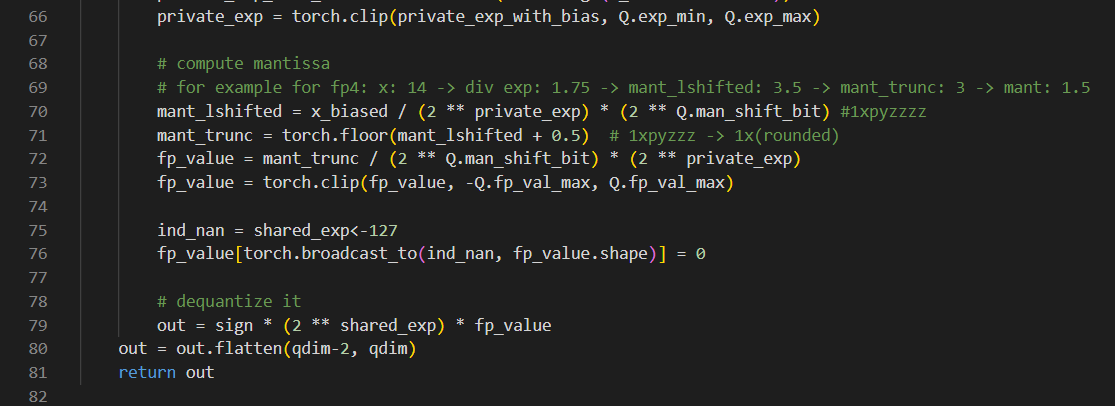 66 private_exp = torch.clip(private_exp_with_bias, Q.exp_min, Q.exp_max)
67
68 # compute mantissa
69 # for example for fp4: x: 14 -> div exp: 1.75 -> mant_lshifted: 3.5 -> mant_trunc: 3 -> mant: 1.5
70 mant_lshifted = x_biased / (2 ** private_exp) * (2 ** Q.man_shift_bit) #1xpyzzzz
71 mant_trunc = torch.floor(mant_lshifted + 0.5)  # 1xpyzzz -> 1x(rounded)
72 fp_value = mant_trunc / (2 ** Q.man_shift_bit) * (2 ** private_exp)
73 fp_value = torch.clip(fp_value, -Q.fp_val_max, Q.fp_val_max)
74
75 ind_nan = shared_exp<-127
76 fp_value[torch.broadcast_to(ind_nan, fp_value.shape)] = 0
77
78 # dequantize it
79 out = sign * (2 ** shared_exp) * fp_value
80 out = out.flatten(qdim-2, qdim)
81 return out
82